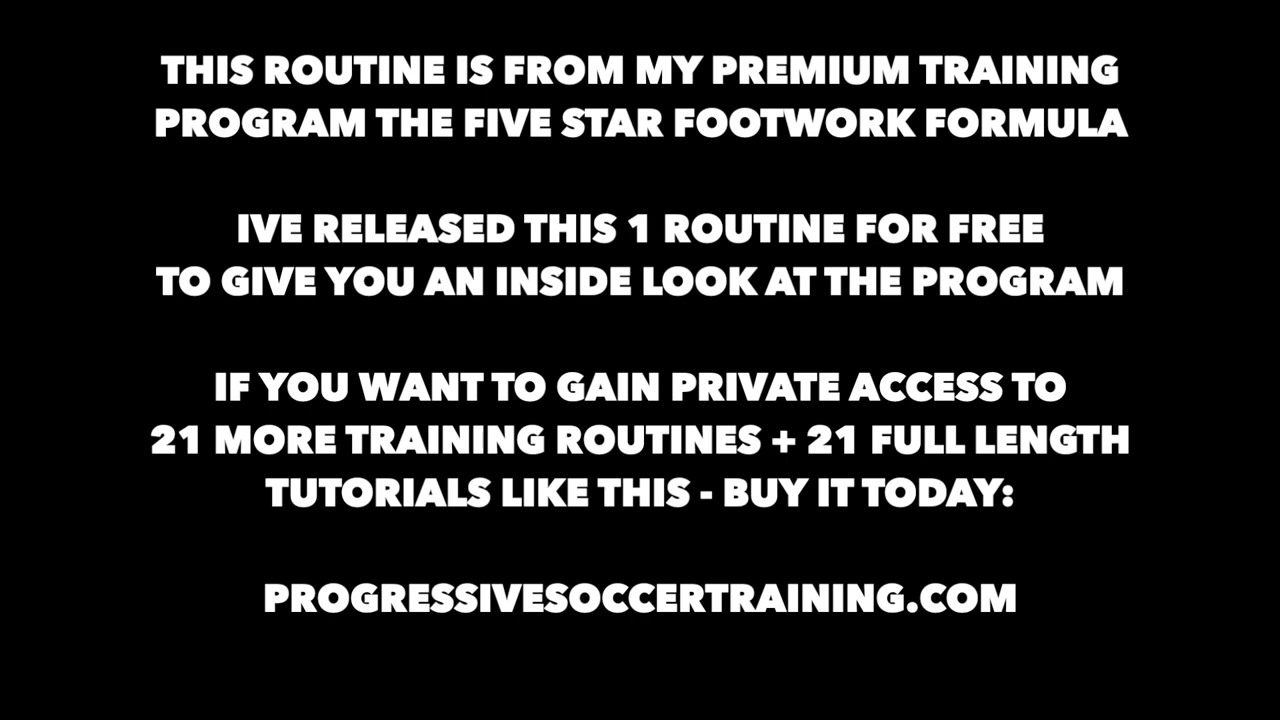 THIS ROUTINE IS FROM MY PREMIUM TRAINING
PROGRAM THE FIVE STAR FOOTWORK FORMULA
IVE RELEASED THIS 1 ROUTINE FOR FREE
TO GIVE YOU AN INSIDE LOOK AT THE PROGRAM
IF YOU WANT TO GAIN PRIVATE ACCESS TO
21 MORE TRAINING ROUTINES + 21 FULL LENGTH
TUTORIALS LIKE THIS - BUY IT TODAY:
PROGRESSIVESOCCERTRAINING.COM